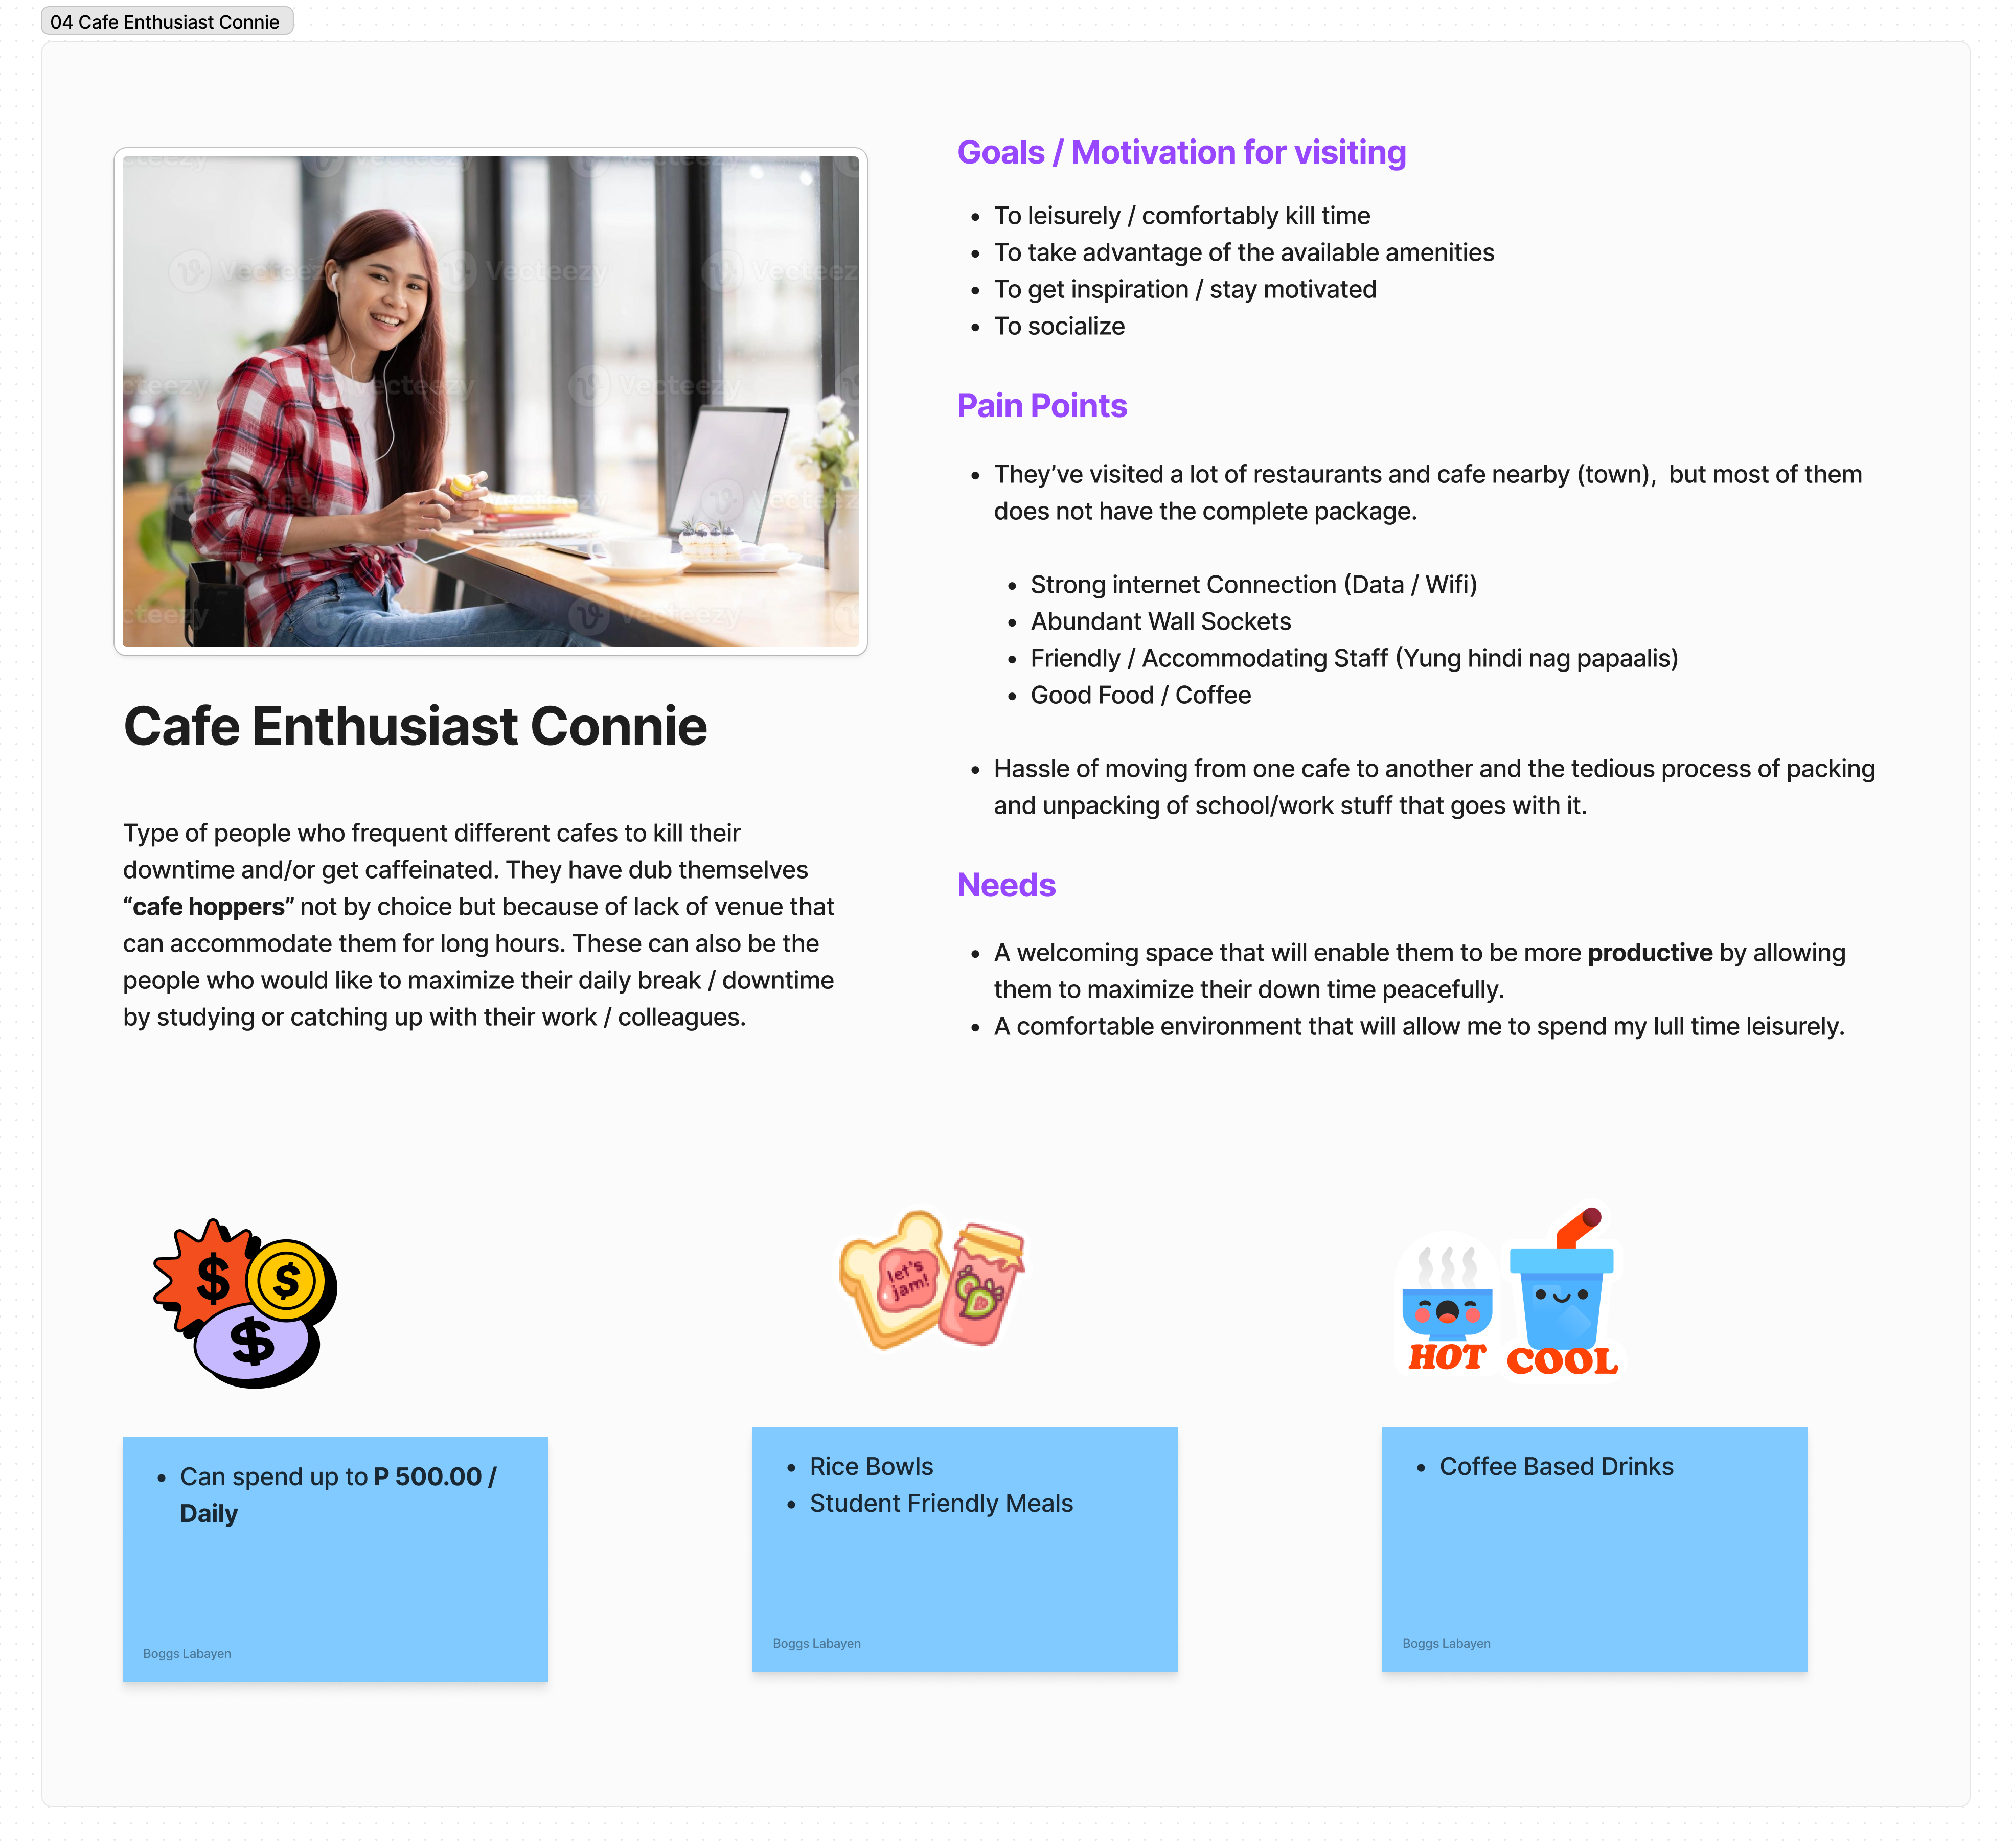 04 Cafe Enthusiast Connie
Vecteezy
Vecteezy
Vecteezy
Vecteezy
Vecteezy
Cafe Enthusiast Connie
Type of people who frequent different cafes to kill their
downtime and/or get caffeinated. They have dub themselves
“cafe hoppers” not by choice but because of lack of venue that
can accommodate them for long hours. These can also be the
people who would like to maximize their daily break / downtime
by studying or catching up with their work / colleagues.
Goals / Motivation for visiting
• To leisurely / comfortably kill time
• To take advantage of the available amenities
• To get inspiration / stay motivated
• To socialize
Pain Points
• They’ve visited a lot of restaurants and cafe nearby (town),  but most of them
does not have the complete package.
• Strong internet Connection (Data / Wifi)
• Abundant Wall Sockets
• Friendly / Accommodating Staff (Yung hindi nag papaalis)
• Good Food / Coffee
• Hassle of moving from one cafe to another and the tedious process of packing
and unpacking of school/work stuff that goes with it.
Needs
• A welcoming space that will enable them to be more productive by allowing
them to maximize their down time peacefully.
• A comfortable environment that will allow me to spend my lull time leisurely.
$ $ $
let's
jam!
HOT COOL
• Can spend up to P 500.00 /
Daily
Boggs Labayen
• Rice Bowls
• Student Friendly Meals
Boggs Labayen
• Coffee Based Drinks
Boggs Labayen